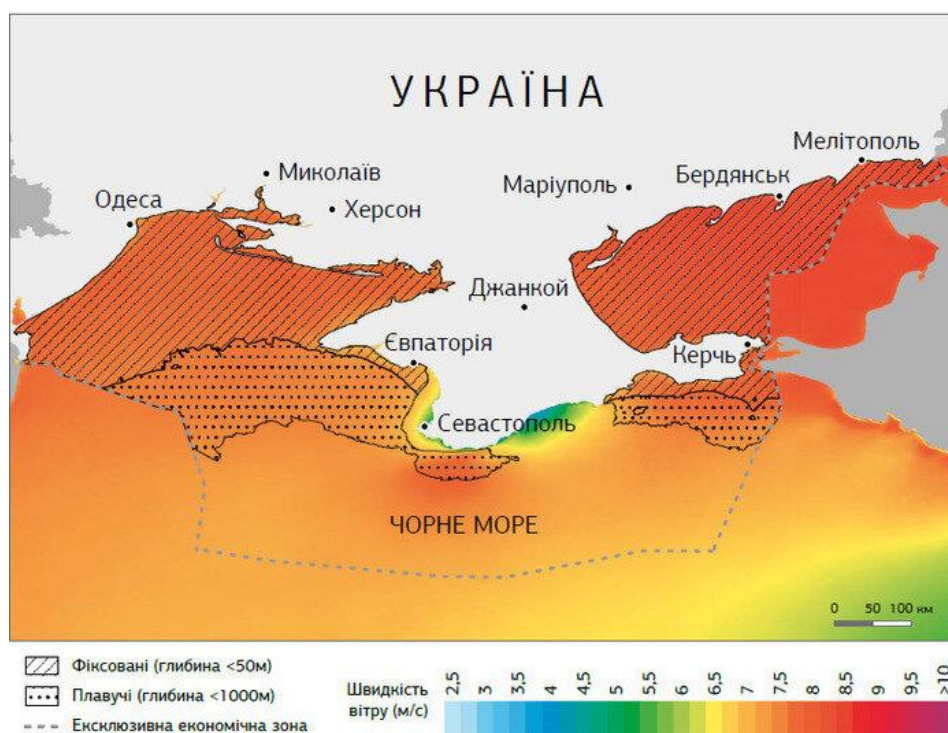 УКРАЇНА
Мелітополь
Миколаїв
Маріуполь
Бердянськ
Одеса
Херсон
Джанкой
Євпаторія
Керчь
Севастополь
ЧОРНЕ МОРЕ
0 50 100 км
Фіксовані (глибина <50м)
Плавучі (глибина <1000м)
Ексклюзивна економічна зона
Швидкість
вітру (м/с)
2,5 3 3,5 4 4,5 5 5,5 6 6,5 7 7,5 8 8,5 9 9,5 >10